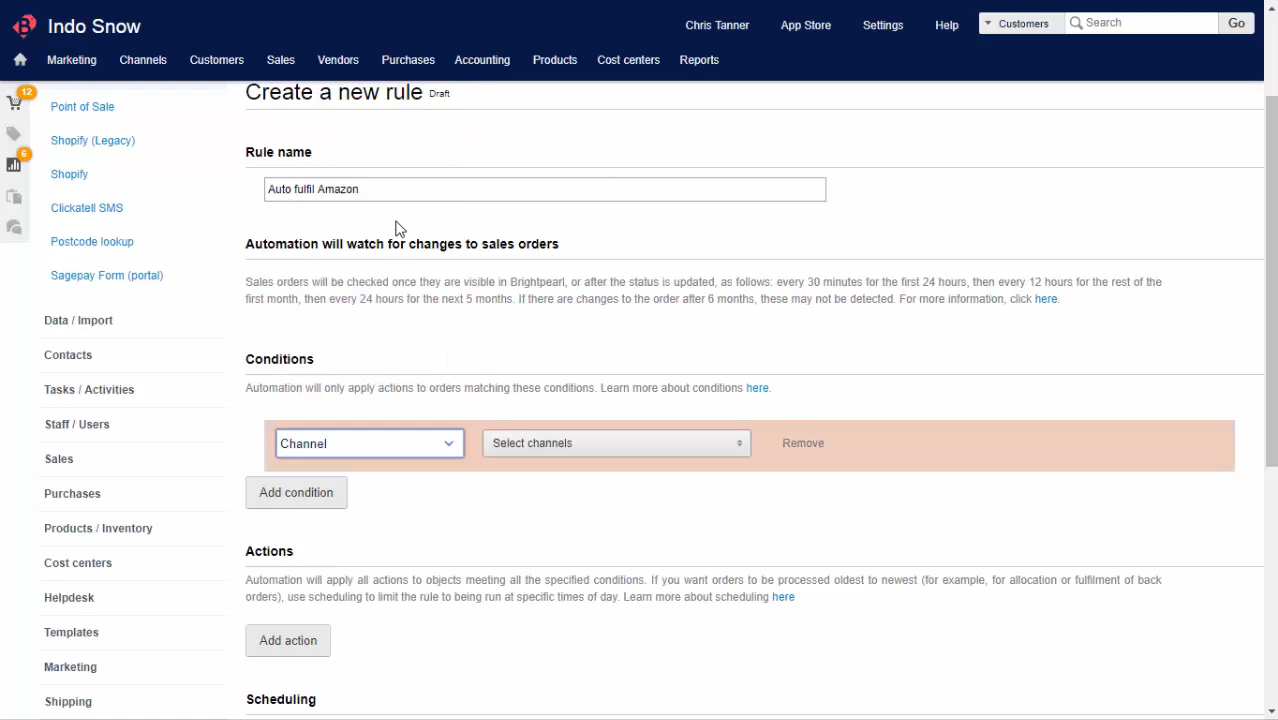 Indo Snow
Chris Tanner App Store Settings Help Customers Search Go
Marketing Channels Customers Sales Vendors Purchases Accounting Products Cost centers Reports
12
6
Point of Sale
Shopify (Legacy)
Shopify
Clickatell SMS
Postcode lookup
Sagepay Form (portal)
Data / Import
Contacts
Tasks / Activities
Staff / Users
Sales
Purchases
Products / Inventory
Cost centers
Helpdesk
Templates
Marketing
Shipping
Create a new rule Draft
Rule name
Auto fulfil Amazon
Automation will watch for changes to sales orders
Sales orders will be checked once they are visible in Brightpearl, or after the status is updated, as follows: every 30 minutes for the first 24 hours, then every 12 hours for the rest of the
first month, then every 24 hours for the next 5 months. If there are changes to the order after 6 months, these may not be detected. For more information, click here.
Conditions
Automation will only apply actions to orders matching these conditions. Learn more about conditions here.
Channel Select channels Remove
Add condition
Actions
Automation will apply all actions to objects meeting all the specified conditions. If you want orders to be processed oldest to newest (for example, for allocation or fulfilment of back
orders), use scheduling to limit the rule to being run at specific times of day. Learn more about scheduling here
Add action
Scheduling